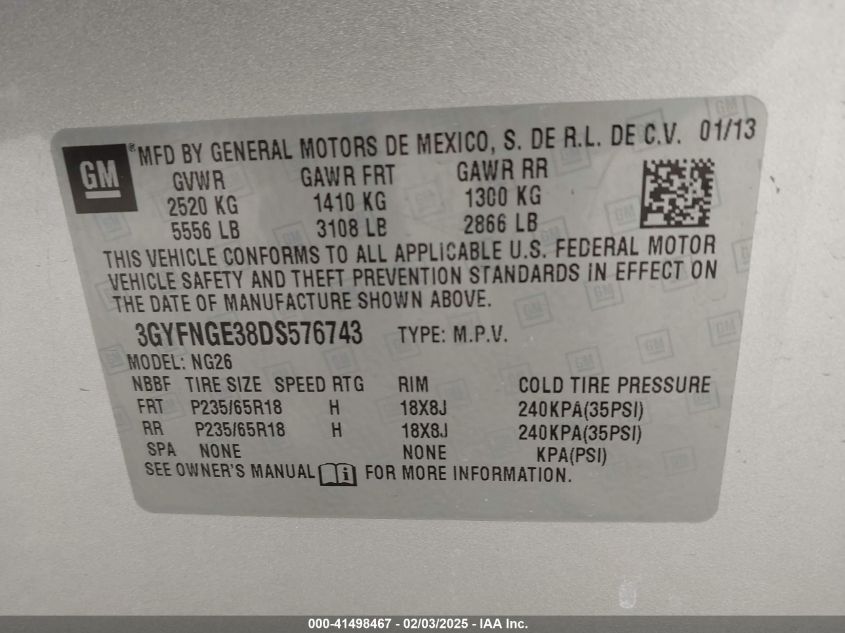 GM ® MFD BY GENERAL MOTORS DE MEXICO, S. DE R.L. DE C.V. 01/13
GVWR GAWR FRT GAWR RR
2520 KG 1410 KG 1300 KG
5556 LB 3108 LB 2866 LB
THIS VEHICLE CONFORMS TO ALL APPLICABLE U.S. FEDERAL MOTOR
VEHICLE SAFETY AND THEFT PREVENTION STANDARDS IN EFFECT ON
THE DATE OF MANUFACTURE SHOWN ABOVE.
3GYFNGE38DS576743 TYPE: M.P.V.
MODEL: NG26
NBBF TIRE SIZE SPEED RTG RIM COLD TIRE PRESSURE
FRT P235/65R18 H 18X8J 240KPA(35PSI)
RR P235/65R18 H 18X8J 240KPA(35PSI)
SPA NONE NONE KPA(PSI)
SEE OWNER'S MANUAL FOR MORE INFORMATION.
000-41498467 - 02/03/2025 - IAA Inc.